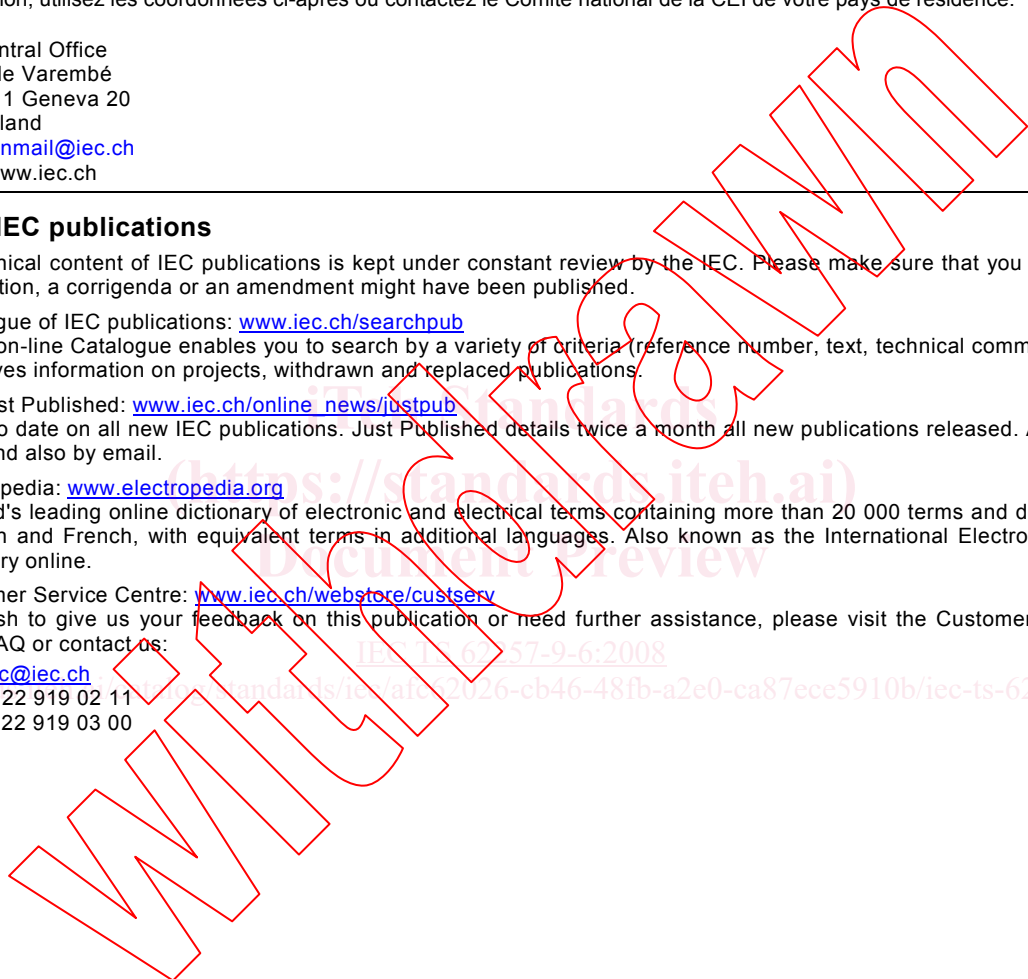 ion, utilisez les coordonnées ci-après ou contactez le Comité national de la CEI de votre pays de résidence.
ntral Office
de Varembé
1 Geneva 20
land
nmail@iec.ch
ww.iec.ch
IEC publications
nical content of IEC publications is kept under constant review by the IEC. Please make sure that you
tion, a corrigenda or an amendment might have been published.
gue of IEC publications: www.iec.ch/searchpub
on-line Catalogue enables you to search by a variety of criteria (reference number, text, technical comm
ves information on projects, withdrawn and replaced publications.
st Published: www.iec.ch/online_news/justpub
o date on all new IEC publications. Just Published details twice a month all new publications released. A
nd also by email.
pedia: www.electropedia.org
d's leading online dictionary of electronic and electrical terms containing more than 20 000 terms and d
n and French, with equivalent terms in additional languages. Also known as the International Electro
ry online.
mer Service Centre: www.iec.ch/webstore/custserv
sh to give us your feedback on this publication or need further assistance, please visit the Customer
AQ or contact us:
c@iec.ch
22 919 02 11
22 919 03 00
withdrawn
iTeh Standards
(https://standards.iteh.ai)
Document Preview
IEC TS 62257-9-6:2008
standards/iec/afc62026-cb46-48fb-a2e0-ca87ece5910b/iec-ts-62